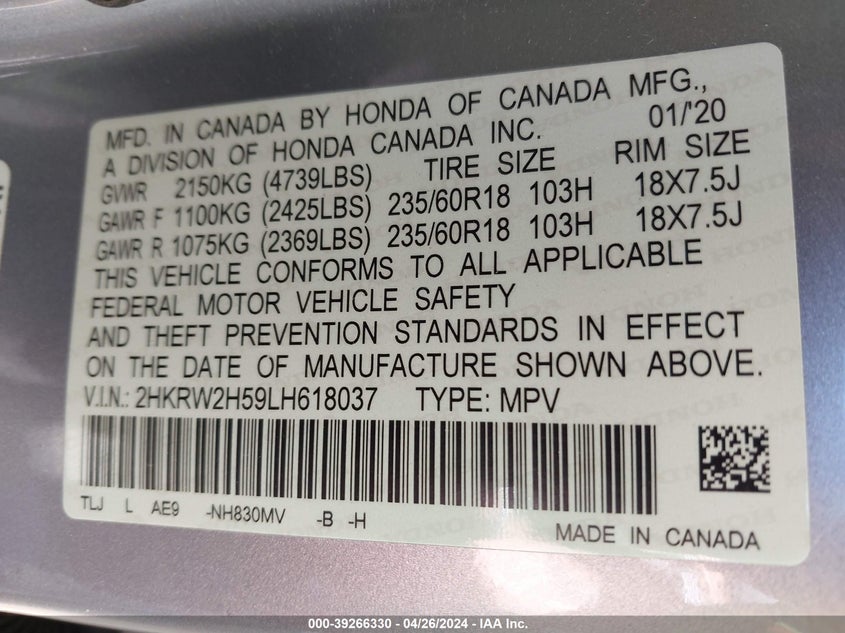 MFD. IN CANADA BY HONDA OF CANADA MFG.,
A DIVISION OF HONDA CANADA INC. 01/'20
GVWR 2150KG (4739LBS) TIRE SIZE RIM SIZE
GAWR F 1100KG (2425LBS) 235/60R18 103H 18X7.5J
GAWR R 1075KG (2369LBS) 235/60R18 103H 18X7.5J
THIS VEHICLE CONFORMS TO ALL APPLICABLE
FEDERAL MOTOR VEHICLE SAFETY
AND THEFT PREVENTION STANDARDS IN EFFECT
ON THE DATE OF MANUFACTURE SHOWN ABOVE.
V.I.N.: 2HKRW2H59LH618037 TYPE: MPV
TLJ L AE9 -NH830MV -B -H
MADE IN CANADA
000-39266330 - 04/26/2024 - IAA Inc.